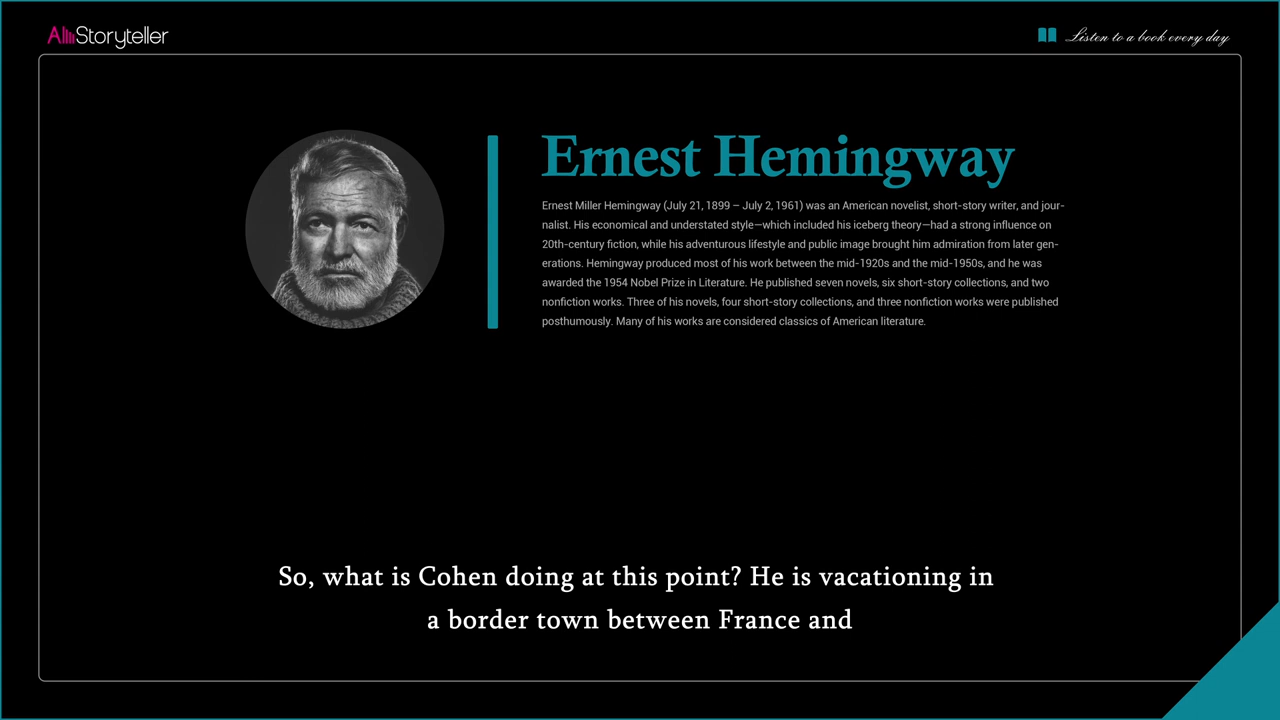 AllStoryteller
Listen to a book every day
Ernest Hemingway
Ernest Miller Hemingway (July 21, 1899 – July 2, 1961) was an American novelist, short-story writer, and jour-
nalist. His economical and understated style—which included his iceberg theory—had a strong influence on
20th-century fiction, while his adventurous lifestyle and public image brought him admiration from later gen-
erations. Hemingway produced most of his work between the mid-1920s and the mid-1950s, and he was
awarded the 1954 Nobel Prize in Literature. He published seven novels, six short-story collections, and two
nonfiction works. Three of his novels, four short-story collections, and three nonfiction works were published
posthumously. Many of his works are considered classics of American literature.
So, what is Cohen doing at this point? He is vacationing in
a border town between France and